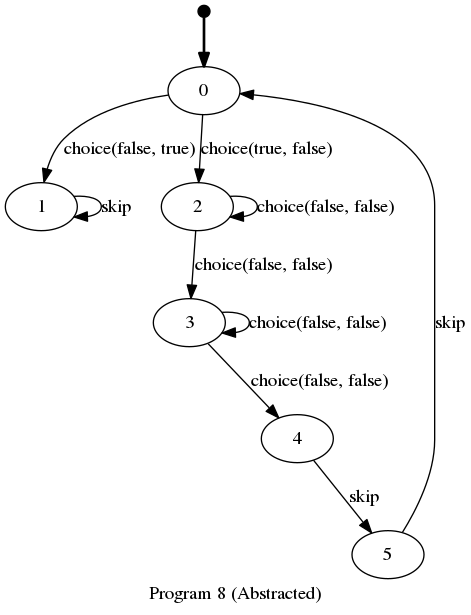 0
choice(false, true)
choice(true, false)
1
skip
2
choice(false, false)
choice(false, false)
3
choice(false, false)
skip
choice(false, false)
4
skip
5
Program 8 (Abstracted)